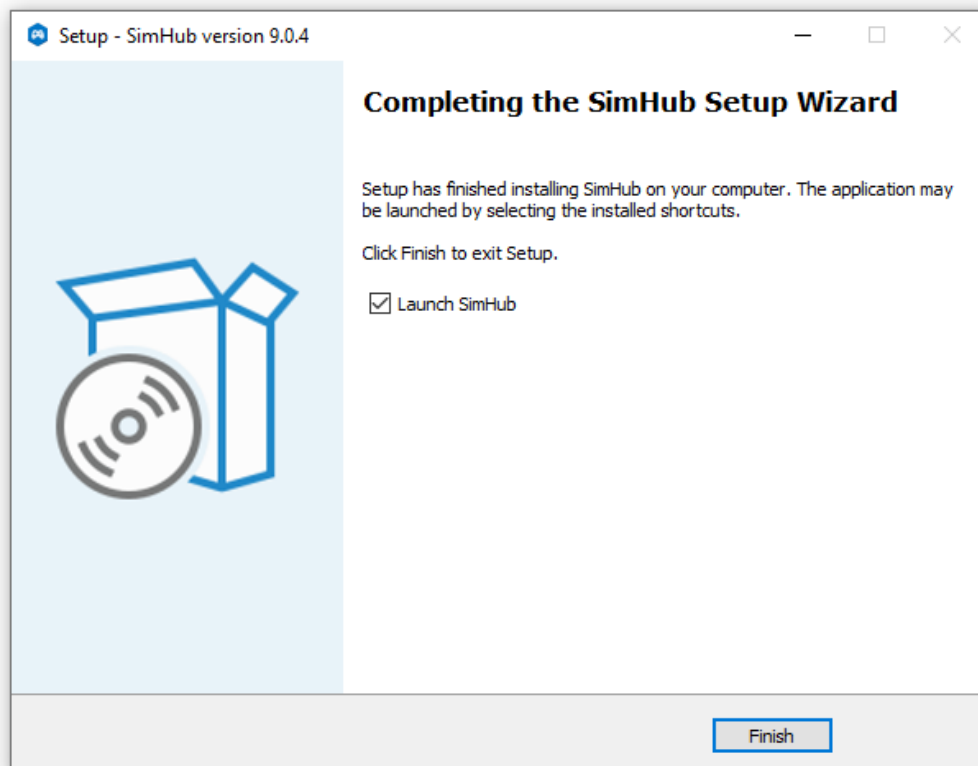 Setup - SimHub version 9.0.4
Completing the SimHub Setup Wizard
Setup has finished installing SimHub on your computer. The application may
be launched by selecting the installed shortcuts.
Click Finish to exit Setup.
Launch SimHub
Finish